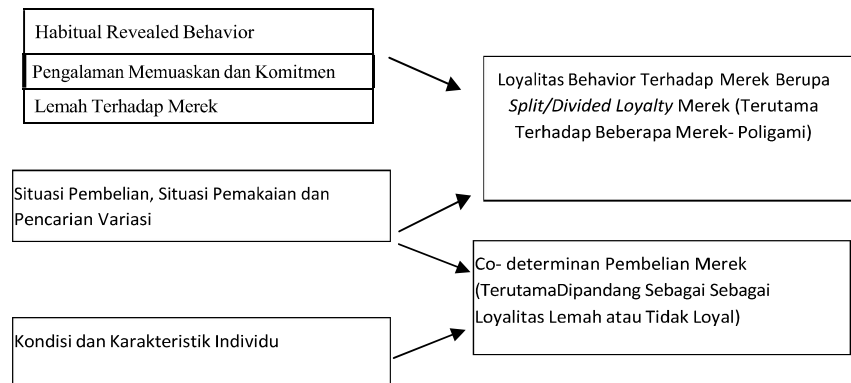 Habitual Revealed Behavior
Pengalaman Memuaskan dan Komitmen
Lemah Terhadap Merek
Loyalitas Behavior Terhadap Merek Berupa
Split/Divided Loyalty Merek (Terutama
Terhadap Beberapa Merek- Poligami)
Situasi Pembelian, Situasi Pemakaian dan
Pencarian Variasi
Co- determinan Pembelian Merek
(TerutamaDipandang Sebagai Sebagai
Loyalitas Lemah atau Tidak Loyal)
Kondisi dan Karakteristik Individu